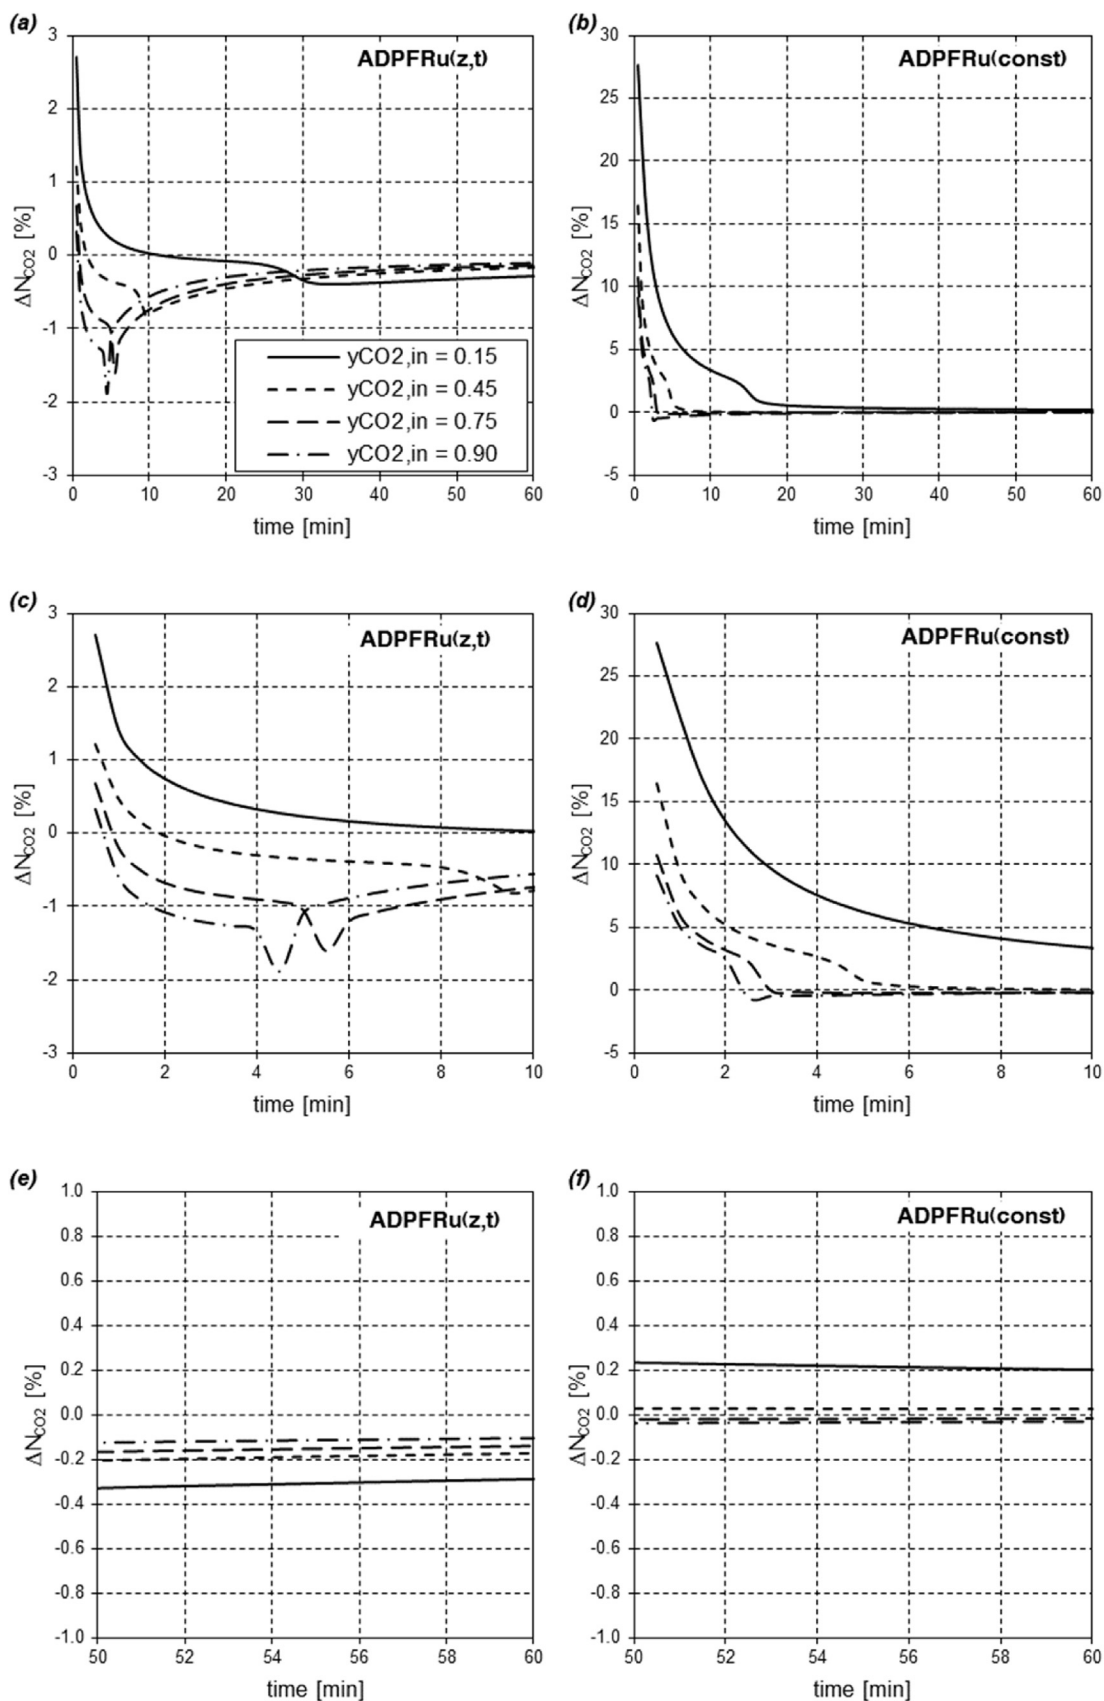 (a)
ADPFRu(z,t)
3
2
1
0
-1
-2
-3
ΔN_CO2 [%]
yCO2,in = 0.15
yCO2,in = 0.45
yCO2,in = 0.75
yCO2,in = 0.90
0 10 20 30 40 50 60
time [min]
(b)
ADPFRu(const)
30
25
20
15
10
5
0
-5
ΔN_CO2 [%]
0 10 20 30 40 50 60
time [min]
(c)
ADPFRu(z,t)
3
2
1
0
-1
-2
-3
ΔN_CO2 [%]
0 2 4 6 8 10
time [min]
(d)
ADPFRu(const)
30
25
20
15
10
5
0
-5
ΔN_CO2 [%]
0 2 4 6 8 10
time [min]
(e)
ADPFRu(z,t)
1.0
0.8
0.6
0.4
0.2
0.0
-0.2
-0.4
-0.6
-0.8
-1.0
ΔN_CO2 [%]
50 52 54 56 58 60
time [min]
(f)
ADPFRu(const)
1.0
0.8
0.6
0.4
0.2
0.0
-0.2
-0.4
-0.6
-0.8
-1.0
ΔN_CO2 [%]
50 52 54 56 58 60
time [min]